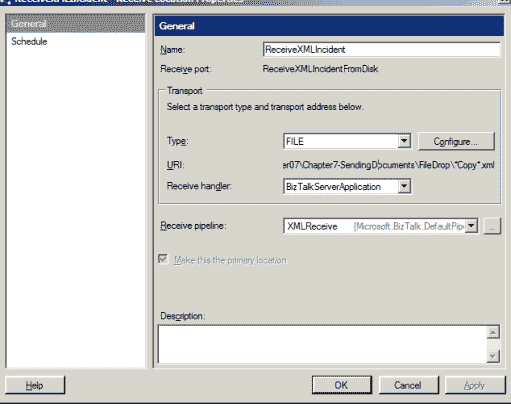 General
Schedule
General
Name:
ReceiveXMLIncident
Receive port:
ReceiveXMLIncidentFromDisk
Transport
Select a transport type and transport address below.
Type:
FILE
Configure...
URI:
er07\Chapter7-SendingDocuments\FileDrop\*Copy*.xml
Receive handler:
BizTalkServerApplication
Receive pipeline:
XMLReceive [Microsoft.BizTalk.DefaultPip
...
Make this the primary location
Description:
Help
OK
Cancel
Apply